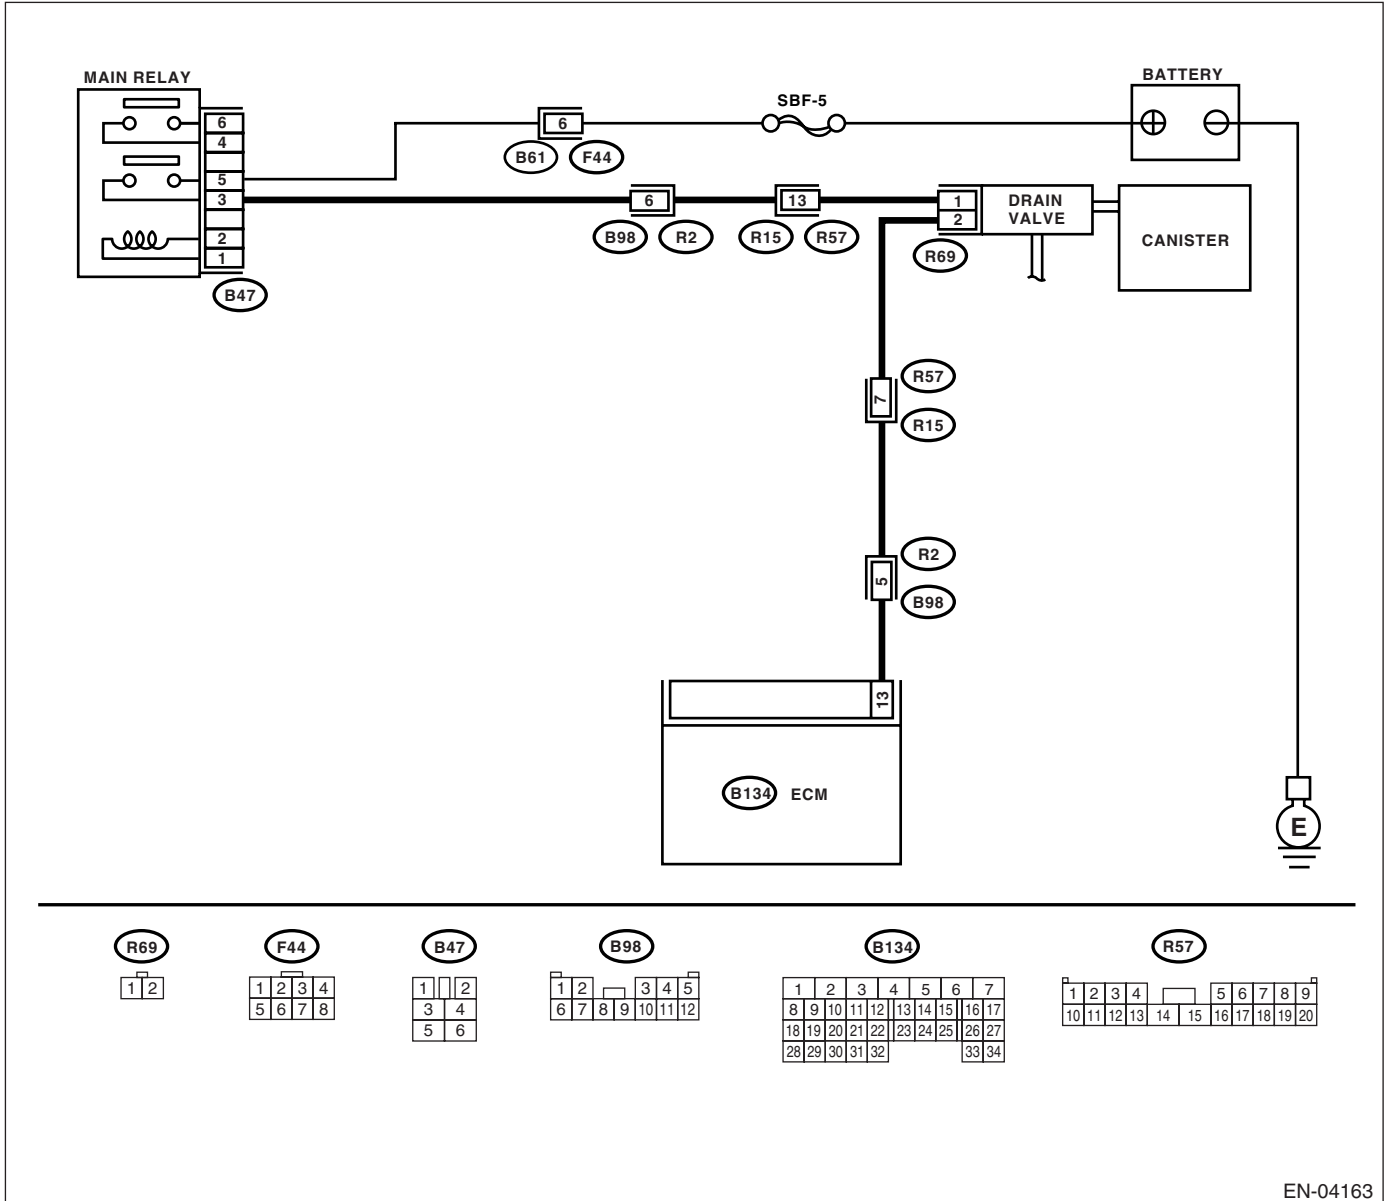 MAIN RELAY
BATTERY
SBF-5
6
4
5
3
2
1
B47
6
B61 F44
6
B98 R2
13
R15 R57
1
2
R69
DRAIN
VALVE
CANISTER
7
R57
R15
5
R2
B98
13
B134 ECM
E
R69
1 2
F44
1 2 3 4
5 6 7 8
B47
1 2
3 4
5 6
B98
1 2 3 4 5
6 7 8 9 10 11 12
B134
1 2 3 4 5 6 7
8 9 10 11 12 13 14 15 16 17
18 19 20 21 22 23 24 25 26 27
28 29 30 31 32 33 34
R57
1 2 3 4 5 6 7 8 9
10 11 12 13 14 15 16 17 18 19 20
EN-04163